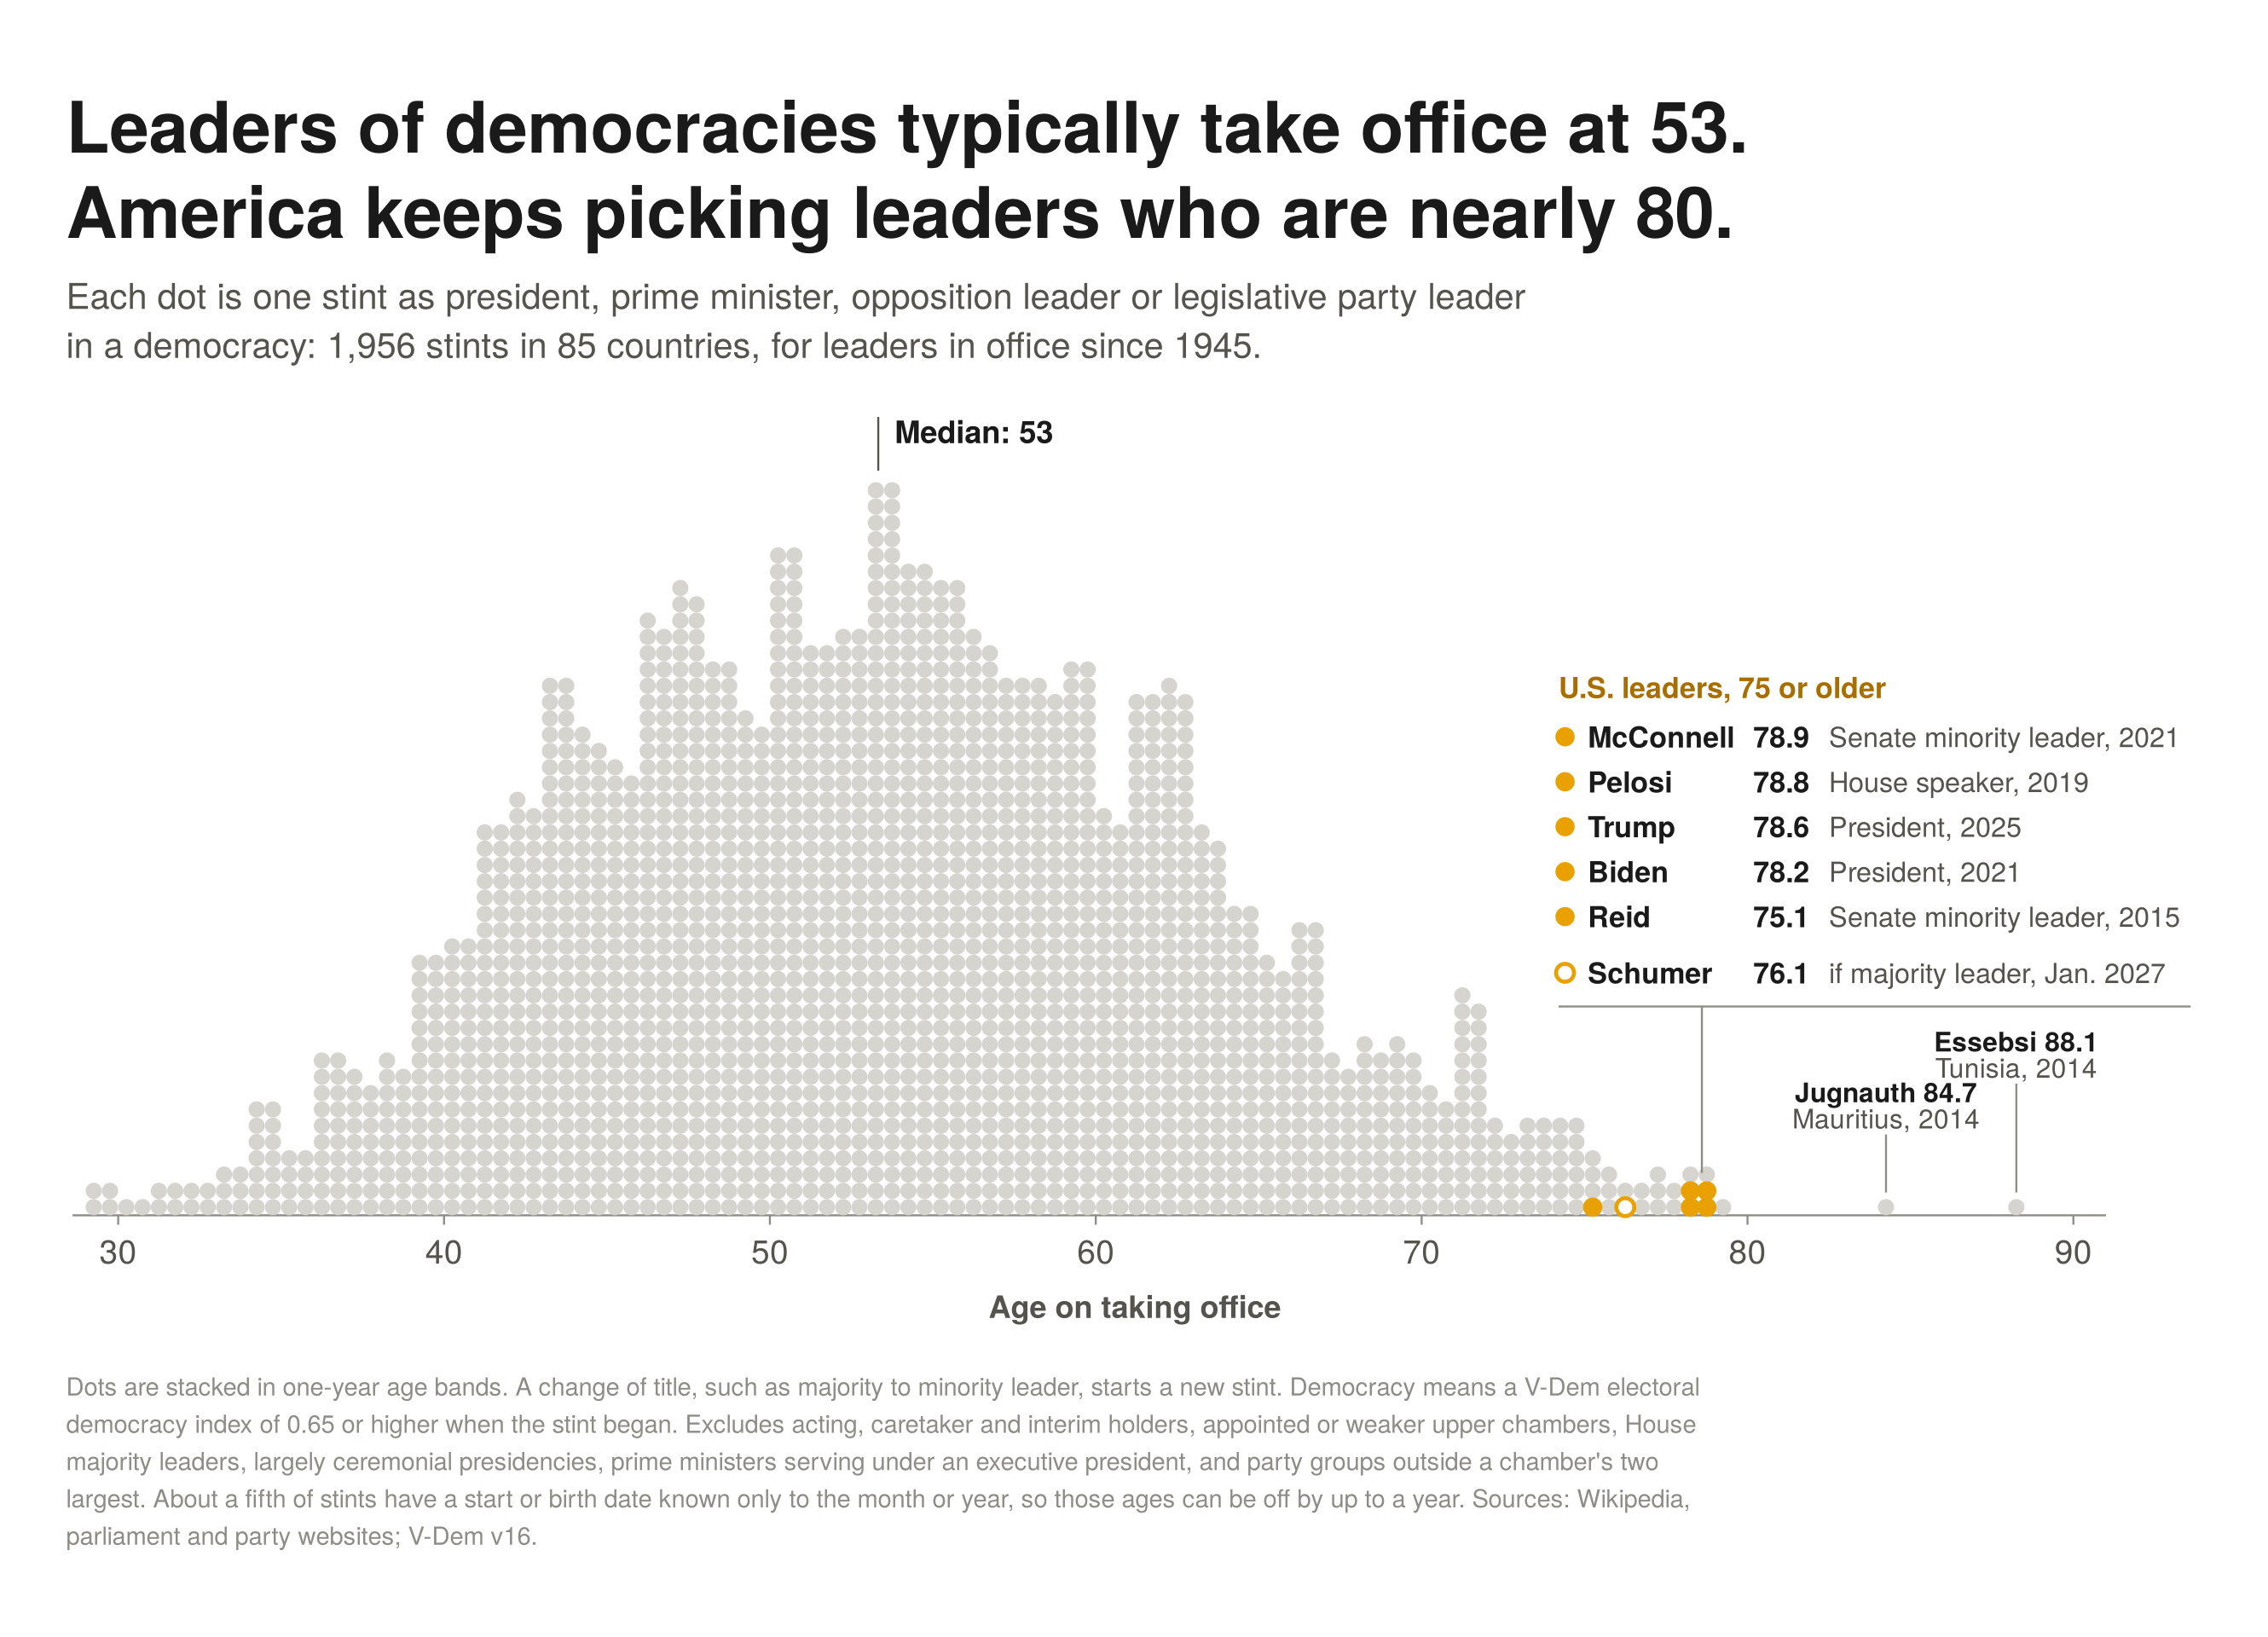 Leaders of democracies typically take office at 53.
America keeps picking leaders who are nearly 80.
Each dot is one stint as president, prime minister, opposition leader or legislative party leader
in a democracy: 1,956 stints in 85 countries, for leaders in office since 1945.
Median: 53
U.S. leaders, 75 or older
McConnell 78.9 Senate minority leader, 2021
Pelosi 78.8 House speaker, 2019
Trump 78.6 President, 2025
Biden 78.2 President, 2021
Reid 75.1 Senate minority leader, 2015
Schumer 76.1 if majority leader, Jan. 2027
Essebsi 88.1
Tunisia, 2014
Jugnauth 84.7
Mauritius, 2014
30 40 50 60 70 80 90
Age on taking office
Dots are stacked in one-year age bands. A change of title, such as majority to minority leader, starts a new stint. Democracy means a V-Dem electoral
democracy index of 0.65 or higher when the stint began. Excludes acting, caretaker and interim holders, appointed or weaker upper chambers, House
majority leaders, largely ceremonial presidencies, prime ministers serving under an executive president, and party groups outside a chamber's two
largest. About a fifth of stints have a start or birth date known only to the month or year, so those ages can be off by up to a year. Sources: Wikipedia,
parliament and party websites; V-Dem v16.